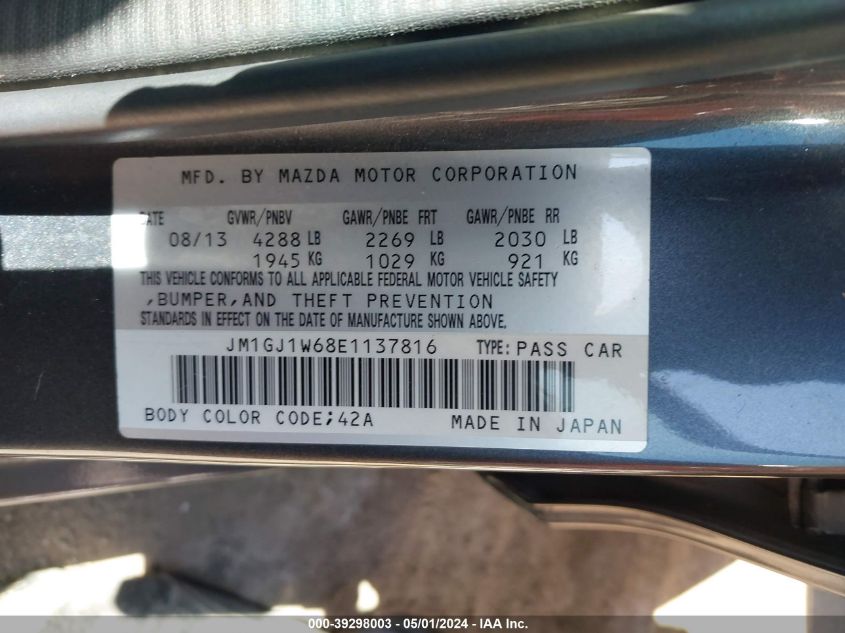 MFD. BY MAZDA MOTOR CORPORATION
DATE GVWR/PNBV GAWR/PNBE FRT GAWR/PNBE RR
08/13 4288 LB 2269 LB 2030 LB
1945 KG 1029 KG 921 KG
THIS VEHICLE CONFORMS TO ALL APPLICABLE FEDERAL MOTOR VEHICLE SAFETY
,BUMPER,AND THEFT PREVENTION
STANDARDS IN EFFECT ON THE DATE OF MANUFACTURE SHOWN ABOVE.
JM1GJ1W68E1137816 TYPE: PASS CAR
BODY COLOR CODE;42A MADE IN JAPAN
000-39298003 - 05/01/2024 - IAA Inc.